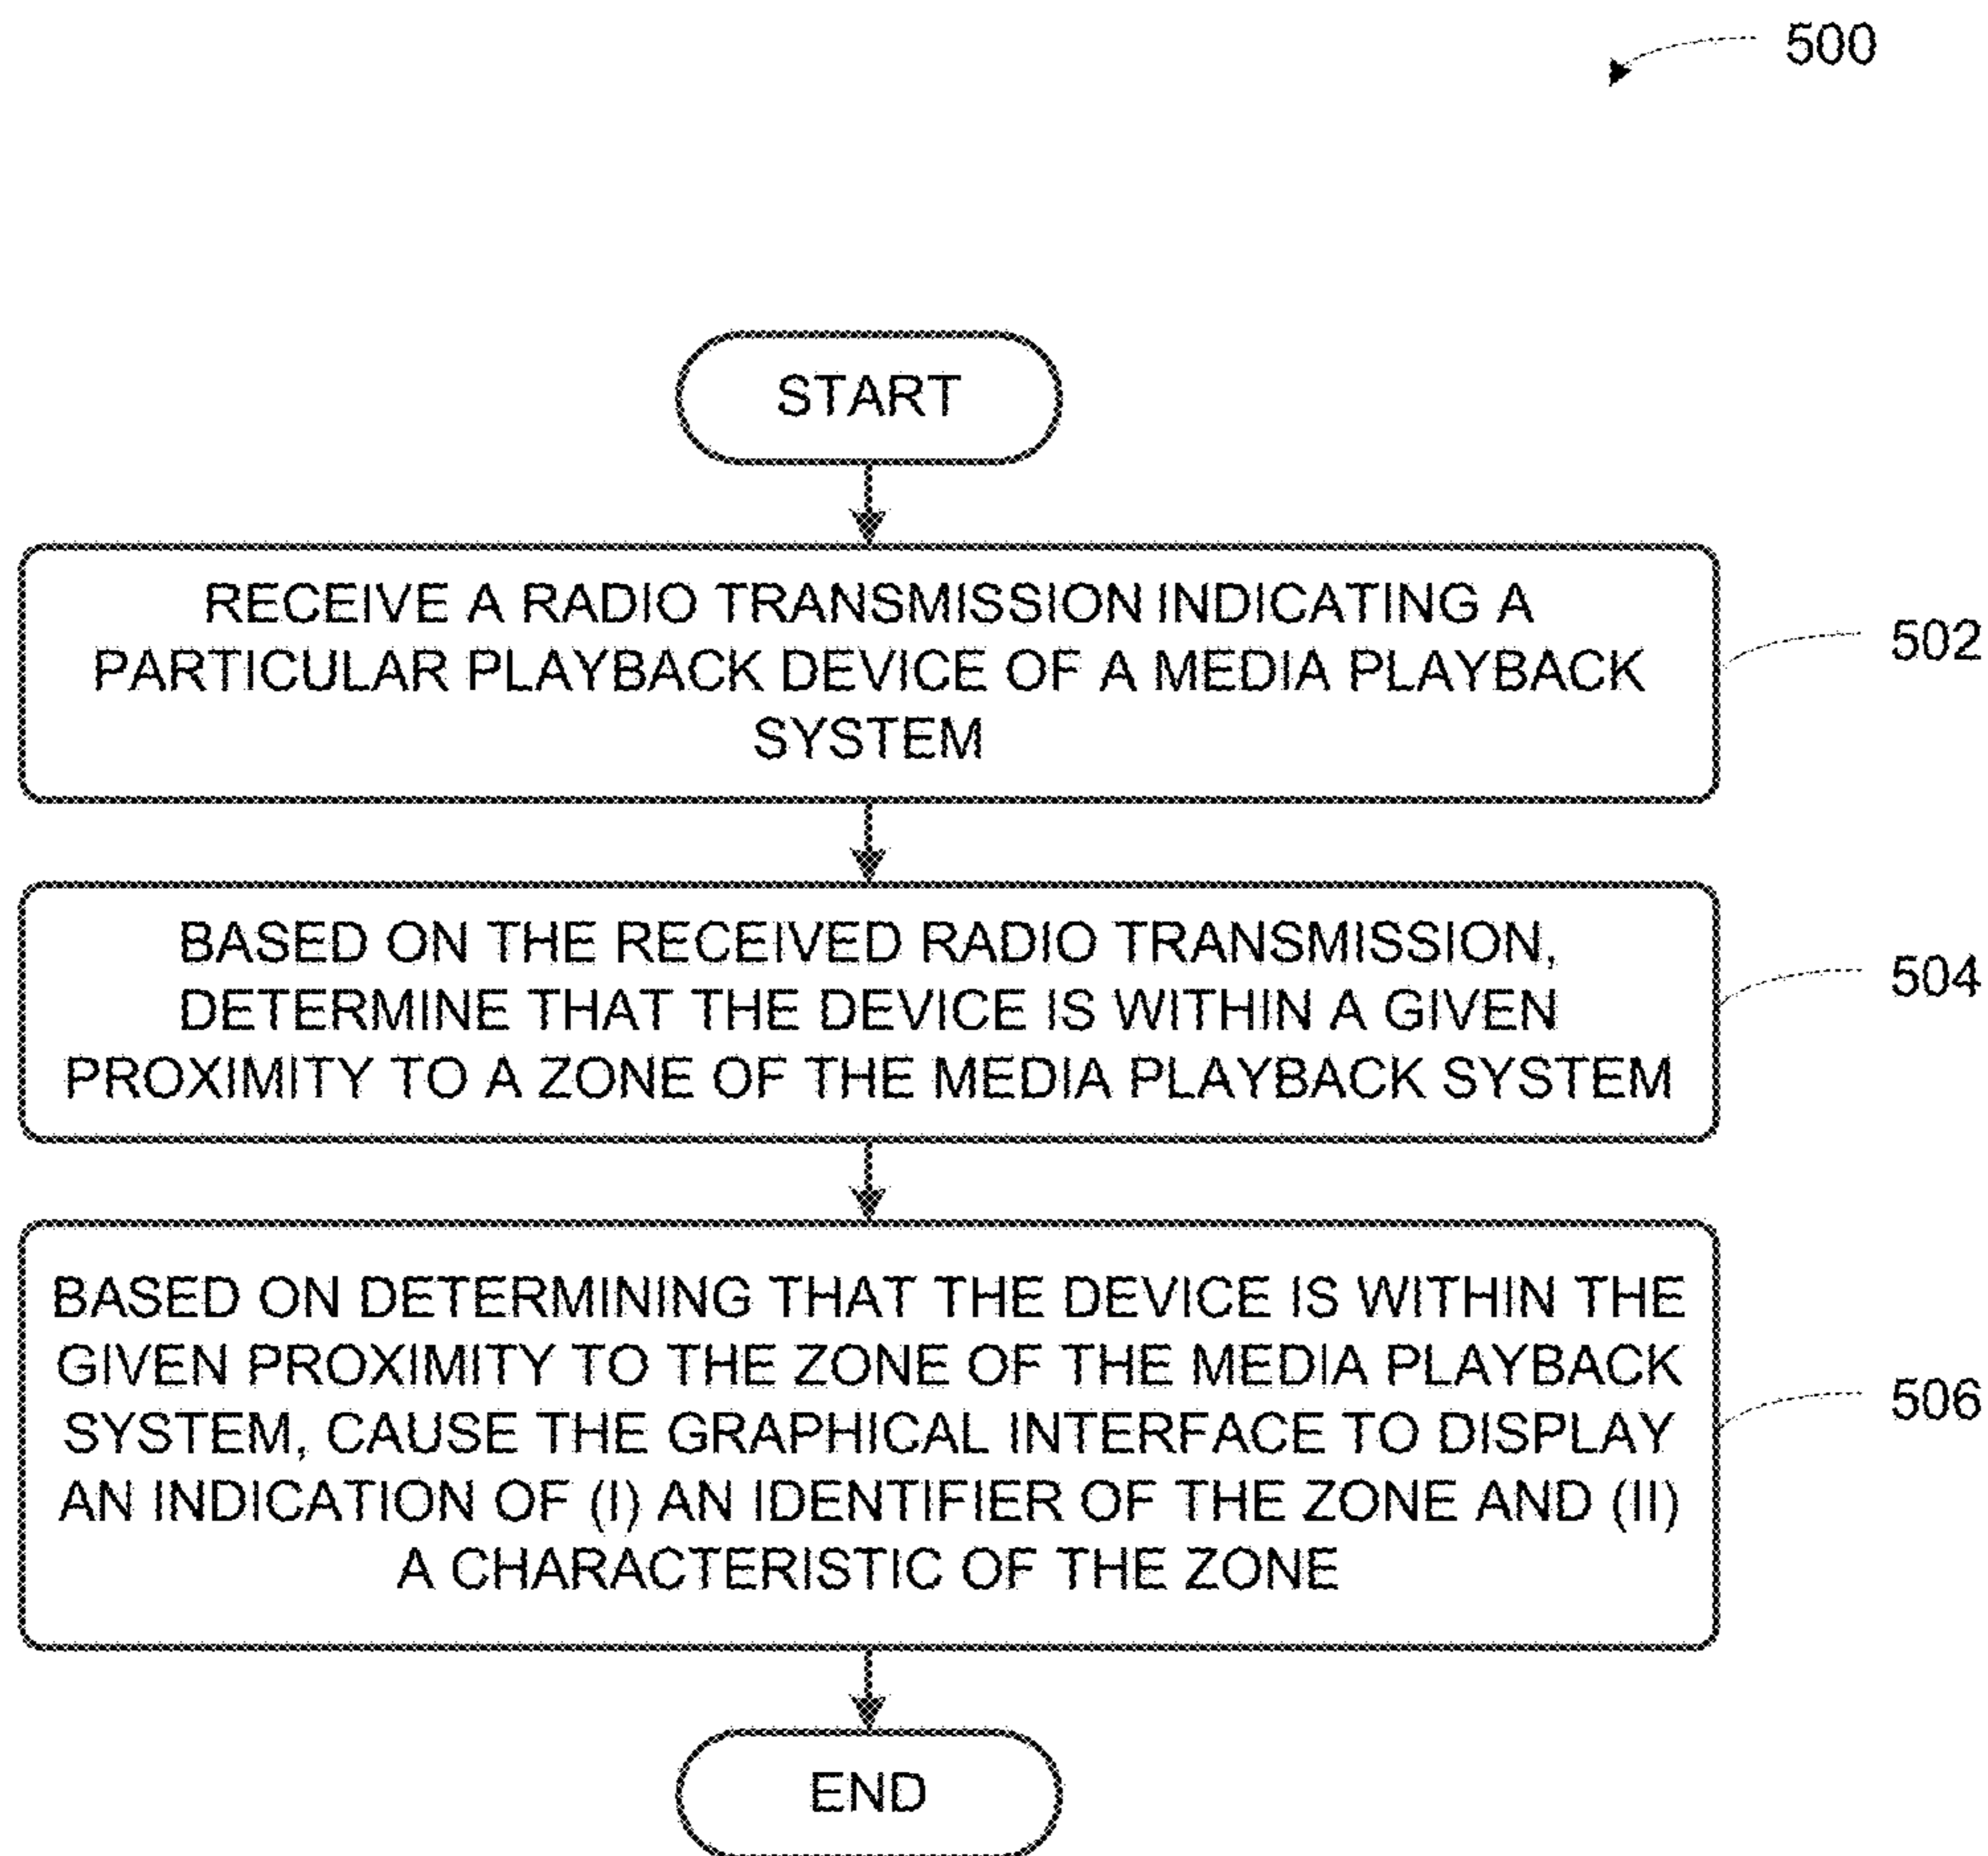 500
START
RECEIVE A RADIO TRANSMISSION INDICATING A
PARTICULAR PLAYBACK DEVICE OF A MEDIA PLAYBACK
SYSTEM
502
BASED ON THE RECEIVED RADIO TRANSMISSION,
DETERMINE THAT THE DEVICE IS WITHIN A GIVEN
PROXIMITY TO A ZONE OF THE MEDIA PLAYBACK SYSTEM
504
BASED ON DETERMINING THAT THE DEVICE IS WITHIN THE
GIVEN PROXIMITY TO THE ZONE OF THE MEDIA PLAYBACK
SYSTEM, CAUSE THE GRAPHICAL INTERFACE TO DISPLAY
AN INDICATION OF (I) AN IDENTIFIER OF THE ZONE AND (II)
A CHARACTERISTIC OF THE ZONE
506
END